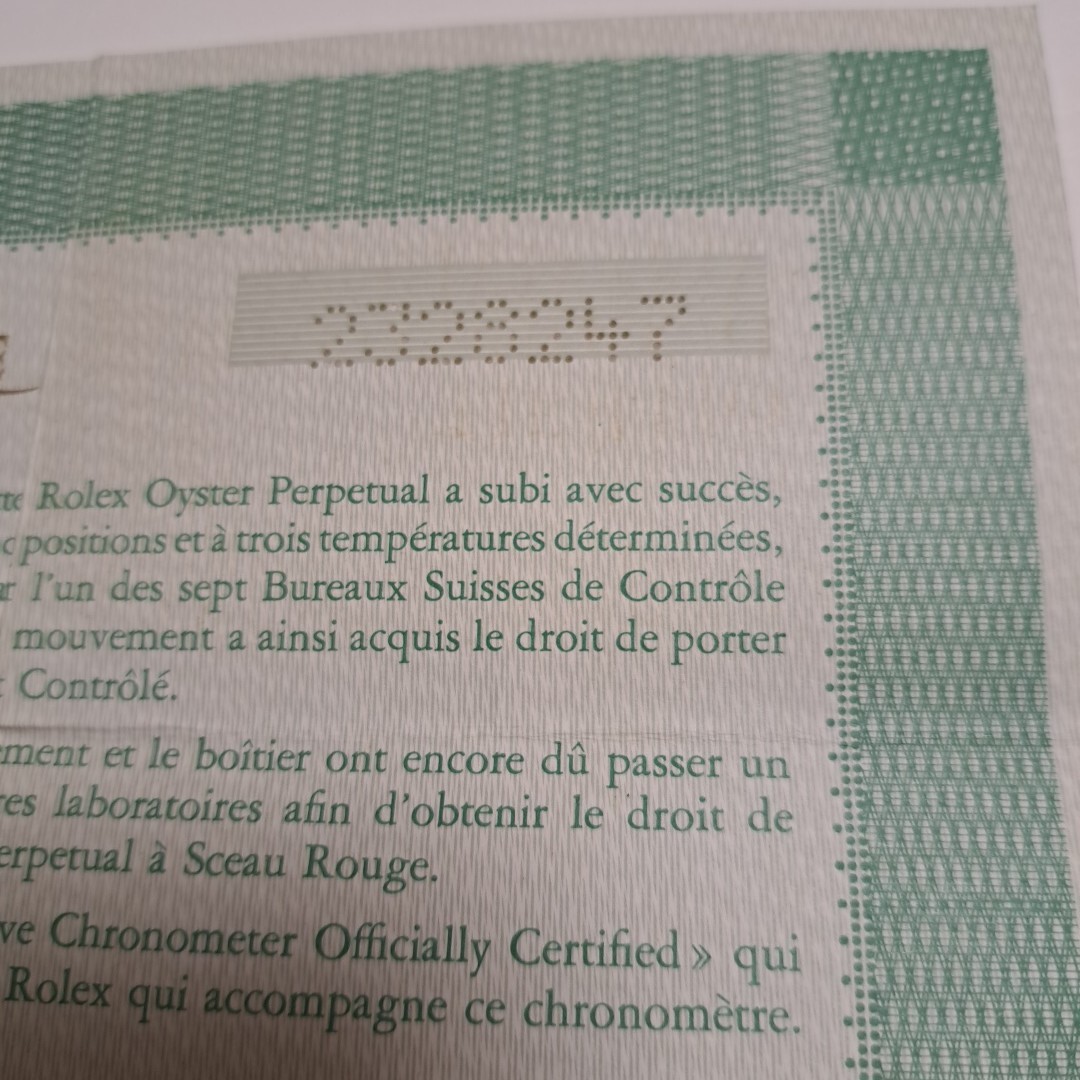 2328247
Rolex Oyster Perpetual a subi avec succès,
positions et à trois températures déterminées,
r l'un des sept Bureaux Suisses de Contrôle
mouvement a ainsi acquis le droit de porter
Contrôlé.
ement et le boîtier ont encore dû passer un
res laboratoires afin d'obtenir le droit de
erpetual à Sceau Rouge.
ve Chronometer Officially Certified » qui
Rolex qui accompagne ce chronomètre.